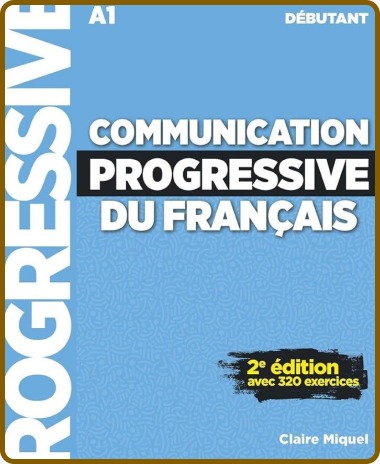 A1
DÉBUTANT
ROGRESSIVE
COMMUNICATION
PROGRESSIVE
DU FRANÇAIS
2e édition
avec 320 exercices
Claire Miquel